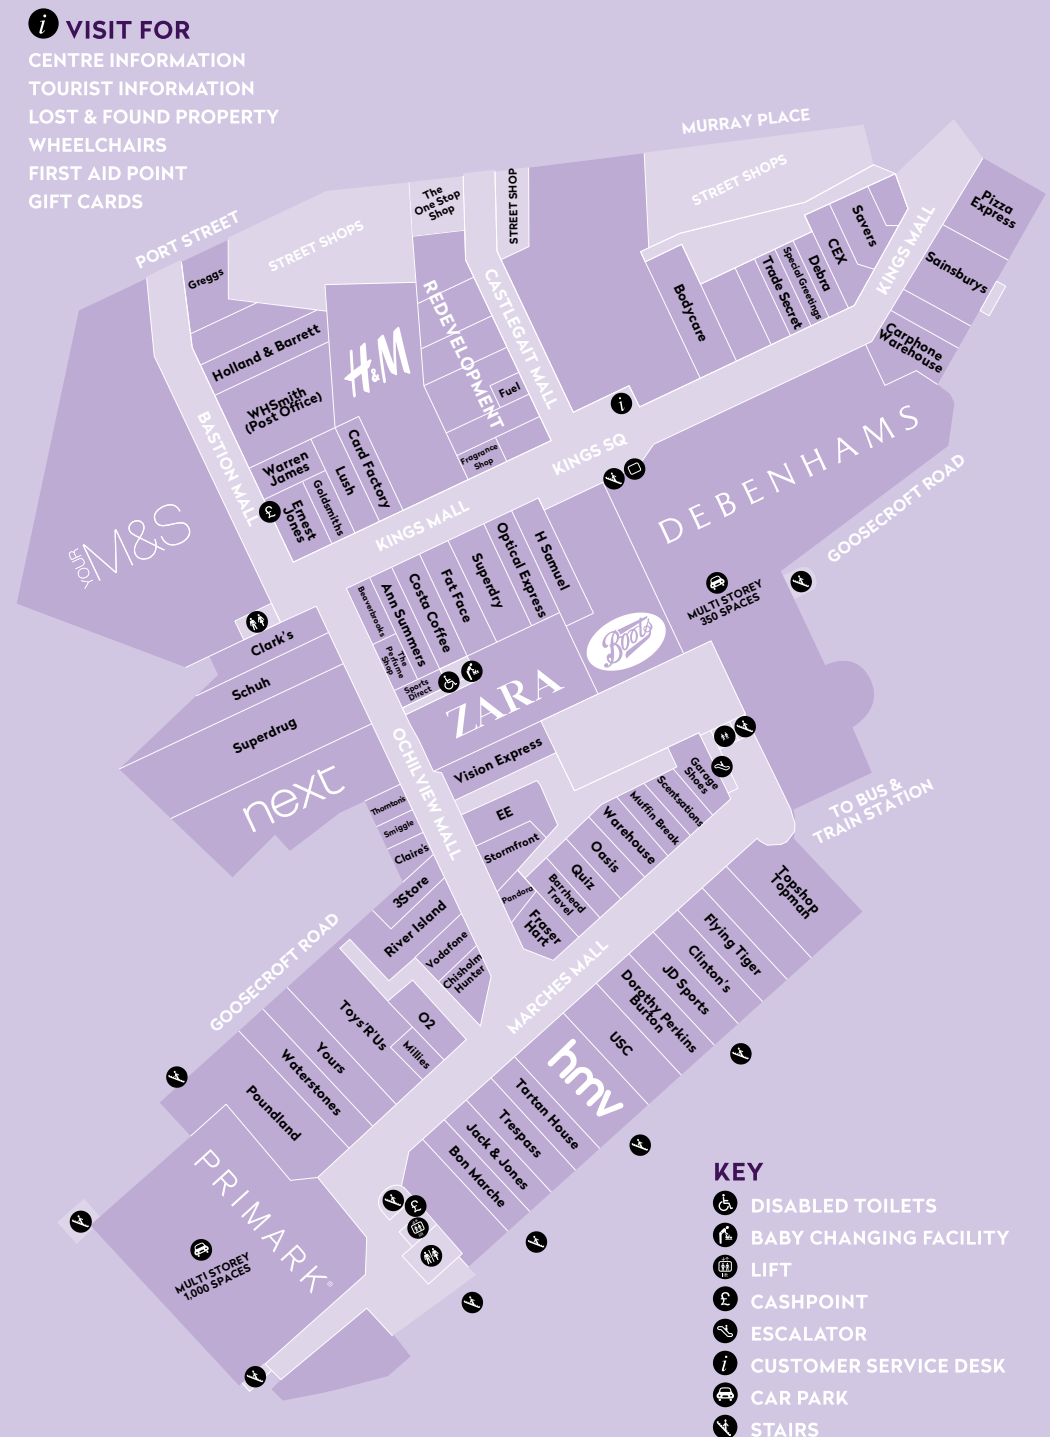 i VISIT FOR
CENTRE INFORMATION
TOURIST INFORMATION
LOST & FOUND PROPERTY
WHEELCHAIRS
FIRST AID POINT
GIFT CARDS
MURRAY PLACE
STREET SHOPS
PORT STREET
STREET SHOPS
The
One Stop
Shop
STREET SHOP
Greggs
Holland & Barrett
WHSmith
(Post Office)
Warren
James
Ernest
Jones
Goldsmiths
Lush
Card Factory
H&M
REDEVELOPMENT
Fuel
Fragrance
Shop
CASTLEGAIT MALL
BASTION MALL
YOUR M&S
Bodycare
Trade Secret
Special Greetings
Debra
CEX
Savers
KINGS MALL
Pizza
Express
Sainsburys
Carphone
Warehouse
KINGS SQ
KINGS MALL
DEBENHAMS
GOOSECROFT ROAD
MULTI STOREY
350 SPACES
Beaverbrooks
Ann Summers
Costa Coffee
Fat Face
Superdry
Optical Express
H Samuel
The
Perfume
Shop
Sports
Direct
Boots
ZARA
Vision Express
Clark's
Schuh
Superdrug
next
OCHILVIEW MALL
Thorntons
Smiggle
Claire's
3Store
River Island
Vodafone
Chisholm
Hunter
EE
Stormfront
Pandora
Fraser
Hart
Barrhead
Travel
Quiz
Oasis
Warehouse
Muffin Break
Scentsations
Garage
Shoes
TO BUS &
TRAIN STATION
Topshop
Topman
Flying Tiger
Clinton's
JD Sports
Dorothy Perkins
Burton
USC
hmv
Tartan House
Trespass
Jack & Jones
Bon Marche
MARCHES MALL
GOOSECROFT ROAD
O2
Millies
Toys'R'Us
Yours
Waterstones
Poundland
PRIMARK®
MULTI STOREY
1,000 SPACES
KEY
DISABLED TOILETS
BABY CHANGING FACILITY
LIFT
£ CASHPOINT
ESCALATOR
i CUSTOMER SERVICE DESK
CAR PARK
STAIRS